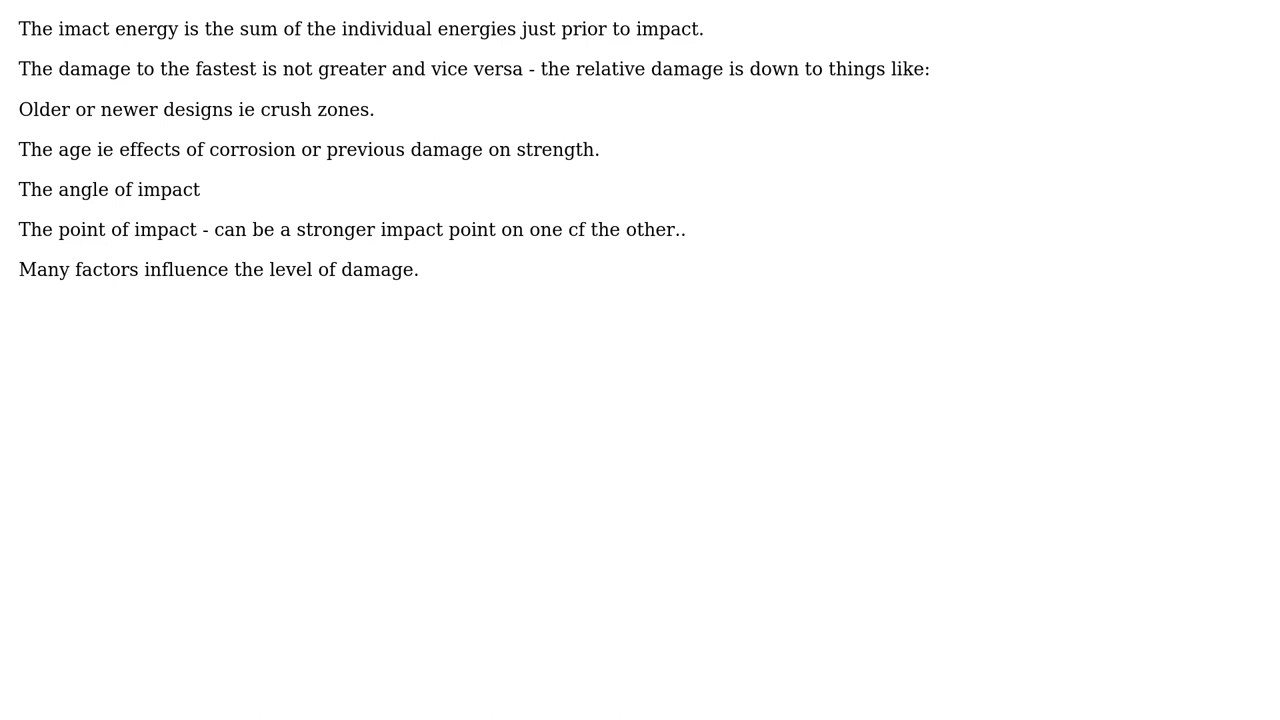 The imact energy is the sum of the individual energies just prior to impact.
The damage to the fastest is not greater and vice versa - the relative damage is down to things like:
Older or newer designs ie crush zones.
The age ie effects of corrosion or previous damage on strength.
The angle of impact
The point of impact - can be a stronger impact point on one cf the other..
Many factors influence the level of damage.